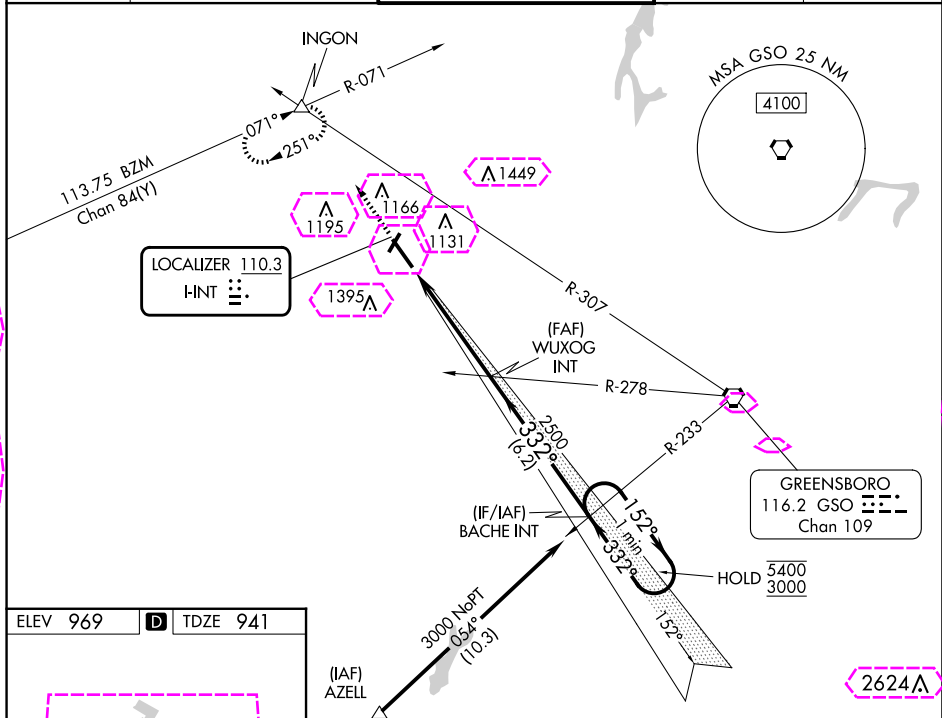 INGON
R-071
071°
251°
113.75 BZM
Chan 84(Y)
MSA GSO 25 NM
4100
1449
1166
1195
1131
LOCALIZER 110.3
I-INT
1395
R-307
(FAF)
WUXOG
INT
R-278
2500
332°
(6.2)
R-233
GREENSBORO
116.2 GSO
Chan 109
(IF/IAF)
BACHE INT
152°
1 min
332°
HOLD 5400
3000
152°
3000 NoPT
054°
(10.3)
(IAF)
AZELL
ELEV 969 D TDZE 941
2624